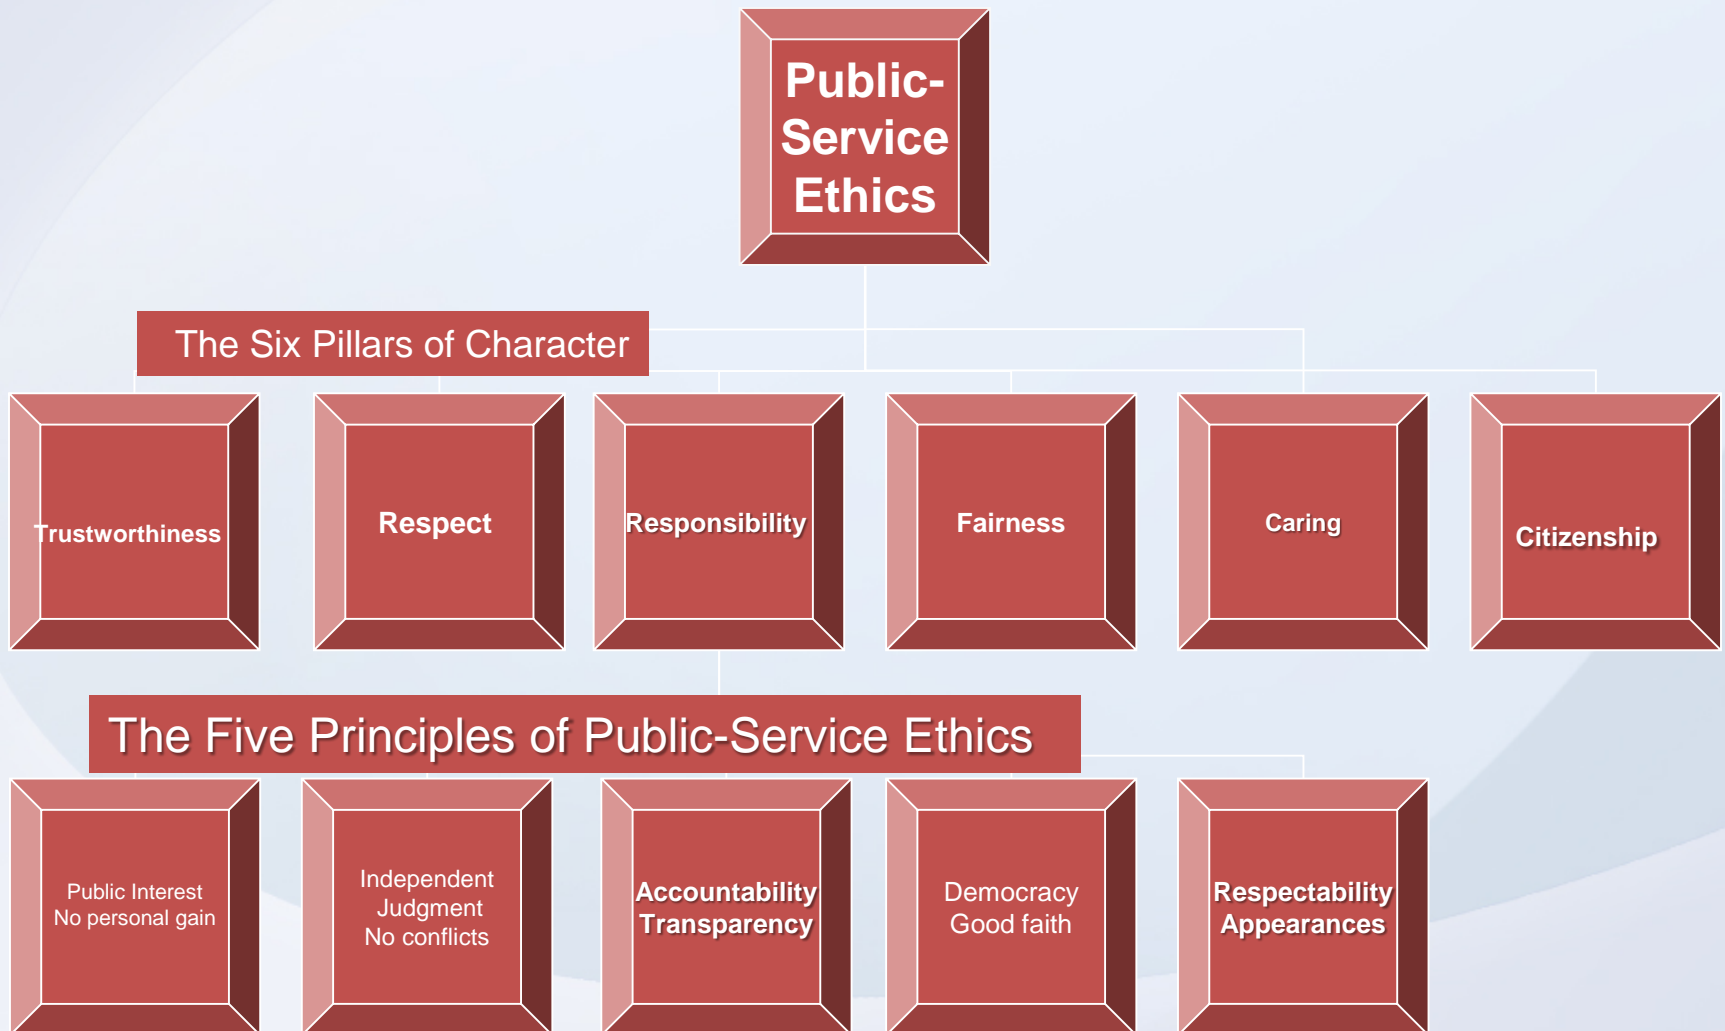 Public-
Service
Ethics
The Six Pillars of Character
Trustworthiness
Respect
Responsibility
Fairness
Caring
Citizenship
The Five Principles of Public-Service Ethics
Public Interest
No personal gain
Independent
Judgment
No conflicts
Accountability
Transparency
Democracy
Good faith
Respectability
Appearances